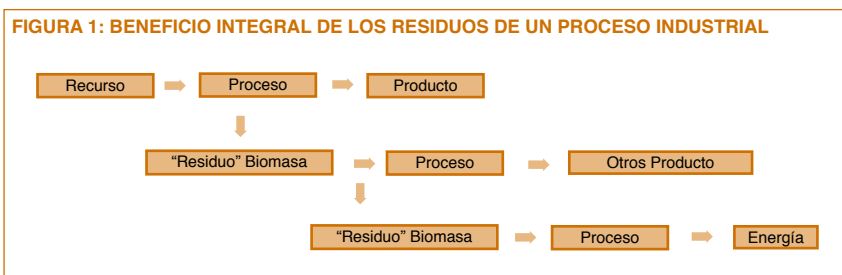 FIGURA 1: BENEFICIO INTEGRAL DE LOS RESIDUOS DE UN PROCESO INDUSTRIAL
Recurso Proceso Producto
“Residuo” Biomasa Proceso Otros Producto
“Residuo” Biomasa Proceso Energía